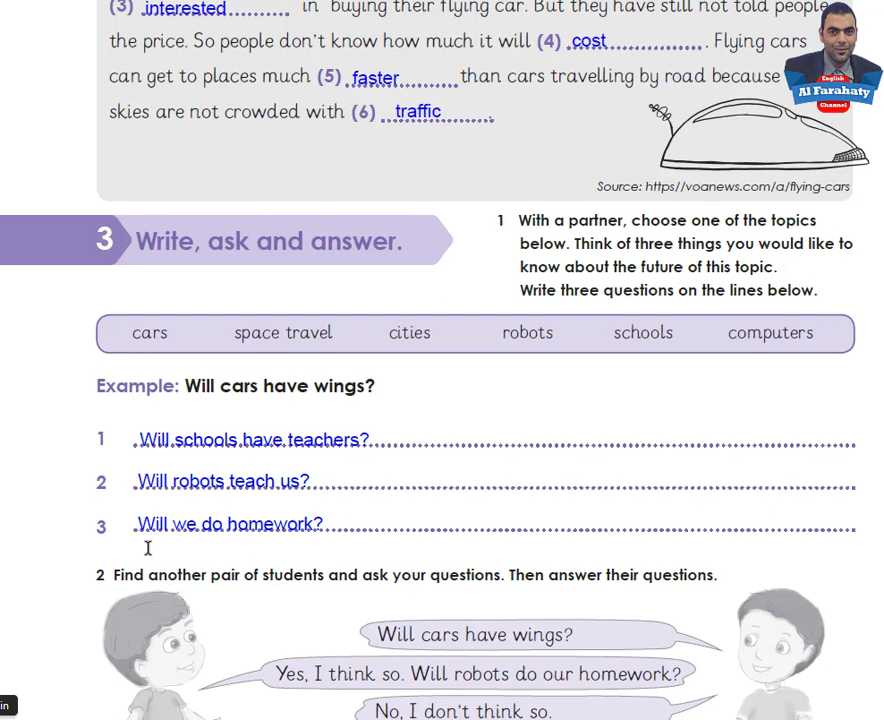 (3) interested in buying their flying car. But they have still not told people
the price. So people don't know how much it will (4) cost. Flying cars
can get to places much (5) faster than cars travelling by road because
skies are not crowded with (6) traffic.
English
Al Farahaty
Channel
Source: https//voanews.com/a/flying-cars
3 Write, ask and answer.
1 With a partner, choose one of the topics
below. Think of three things you would like to
know about the future of this topic.
Write three questions on the lines below.
cars space travel cities robots schools computers
Example: Will cars have wings?
1 Will schools have teachers?
2 Will robots teach us?
3 Will we do homework?
2 Find another pair of students and ask your questions. Then answer their questions.
Will cars have wings?
Yes, I think so. Will robots do our homework?
No, I don't think so.
in